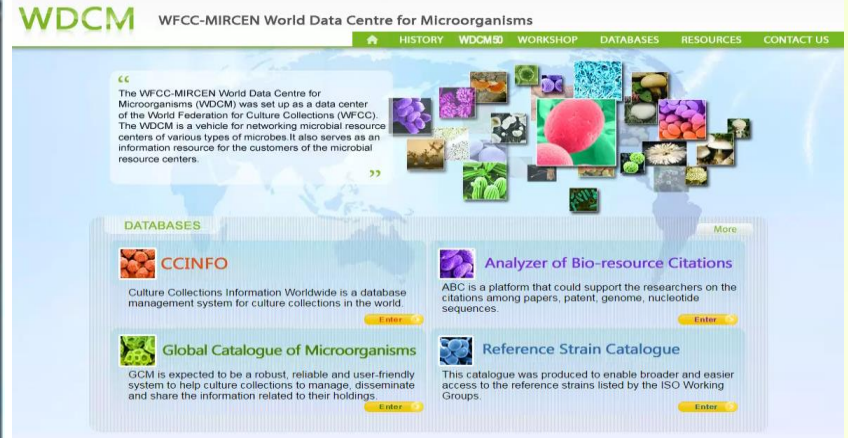 WDCM WFCC-MIRCEN World Data Centre for Microorganisms
HISTORY WDCM50 WORKSHOP DATABASES RESOURCES CONTACT US
“
The WFCC-MIRCEN World Data Centre for
Microorganisms (WDCM) was set up as a data center
of the World Federation for Culture Collections (WFCC).
The WDCM is a vehicle for networking microbial resource
centers of various types of microbes.It also serves as an
information resource for the customers of the microbial
resource centers.
”
DATABASES
More
CCINFO
Culture Collections Information Worldwide is a database
management system for culture collections in the world.
Enter
Analyzer of Bio-resource Citations
ABC is a platform that could support the researchers on the
citations among papers, patent, genome, nucleotide
sequences.
Enter
Global Catalogue of Microorganisms
GCM is expected to be a robust, reliable and user-friendly
system to help culture collections to manage, disseminate
and share the information related to their holdings.
Enter
Reference Strain Catalogue
This catalogue was produced to enable broader and easier
access to the reference strains listed by the ISO Working
Groups.
Enter